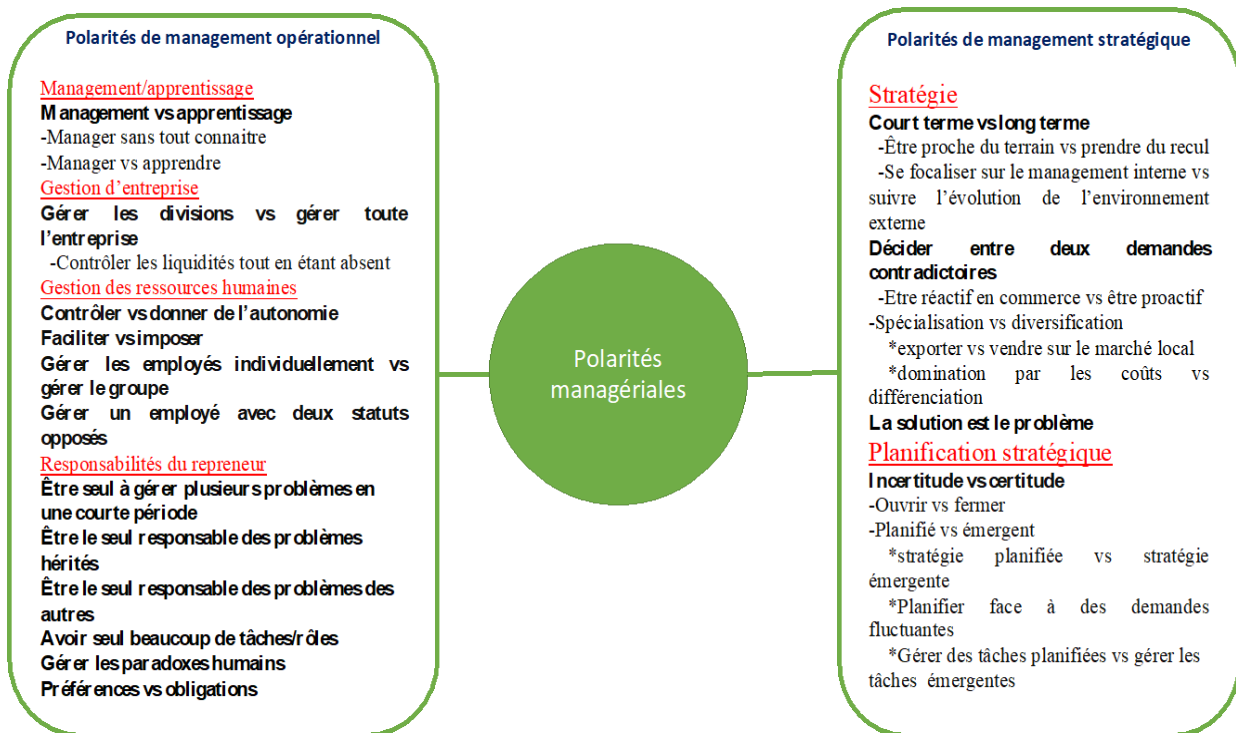 Polarités de management opérationnel
Management/apprentissage
Management vs apprentissage
-Manager sans tout connaitre
-Manager vs apprendre
Gestion d’entreprise
Gérer les divisions vs gérer toute
l’entreprise
-Contrôler les liquidités tout en étant absent
Gestion des ressources humaines
Contrôler vs donner de l’autonomie
Faciliter vs imposer
Gérer les employés individuellement vs
gérer le groupe
Gérer un employé avec deux statuts
opposés
Responsabilités du repreneur
Être seul à gérer plusieurs problèmes en
une courte période
Être le seul responsable des problèmes
hérités
Être le seul responsable des problèmes des
autres
Avoir seul beaucoup de tâches/rôles
Gérer les paradoxes humains
Préférences vs obligations
Polarités
managériales
Polarités de management stratégique
Stratégie
Court terme vs long terme
-Être proche du terrain vs prendre du recul
-Se focaliser sur le management interne vs
suivre l’évolution de l’environnement
externe
Décider entre deux demandes
contradictoires
-Etre réactif en commerce vs être proactif
-Spécialisation vs diversification
*exporter vs vendre sur le marché local
*domination par les coûts vs
différenciation
La solution est le problème
Planification stratégique
Incertitude vs certitude
-Ouvrir vs fermer
-Planifié vs émergent
*stratégie planifiée vs stratégie
émergente
*Planifier face à des demandes
fluctuantes
*Gérer des tâches planifiées vs gérer les
tâches émergentes